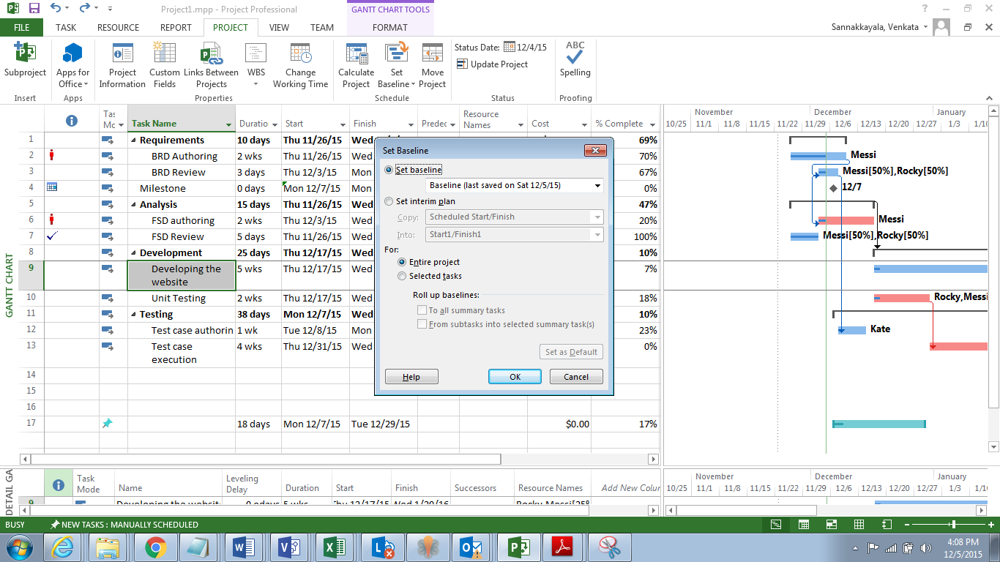 Project1.mpp - Project Professional
GANTT CHART TOOLS
FILE TASK RESOURCE REPORT PROJECT VIEW TEAM FORMAT
Sannakkayala, Venkata
Subproject
Apps for Office
Project Information
Custom Fields
Links Between Projects
WBS
Change Working Time
Calculate Project
Set Baseline
Move Project
Status Date: 12/4/15
Update Project
ABC
Spelling
Insert Apps Properties Schedule Status Proofing
Task Name Duratio Start Finish Predec Resource Names Cost % Complete
November December January
10/25 11/1 11/8 11/15 11/22 11/29 12/6 12/13 12/20 12/27 1/3 1/10
1 Requirements 10 days Thu 11/26/15 Wed 69%
2 BRD Authoring 2 wks Thu 11/26/15 Wed 70% Messi
3 BRD Review 3 days Thu 12/3/15 Mon 67% Messi[50%],Rocky[50%]
4 Milestone 0 days Mon 12/7/15 Mon 0% 12/7
5 Analysis 15 days Thu 11/26/15 Wed 47%
6 FSD authoring 2 wks Thu 12/3/15 Wed 20% Messi
7 FSD Review 5 days Thu 11/26/15 Wed 100% Messi[50%],Rocky[50%]
8 Development 25 days Thu 12/17/15 Wed 10%
9 Developing the website 5 wks Thu 12/17/15 Wed 7%
10 Unit Testing 2 wks Thu 12/17/15 Wed 18% Rocky,Messi
11 Testing 38 days Mon 12/7/15 Wed 10%
12 Test case authorin 1 wk Tue 12/8/15 Mon 23% Kate
13 Test case execution 4 wks Thu 12/31/15 Wed 0%
14
15
16
17 18 days Mon 12/7/15 Tue 12/29/15 $0.00 17%
GANTT CHART
Set Baseline
Set baseline
Baseline (last saved on Sat 12/5/15)
Set interim plan
Copy: Scheduled Start/Finish
Into: Start1/Finish1
For:
Entire project
Selected tasks
Roll up baselines:
To all summary tasks
From subtasks into selected summary task(s)
Set as Default
Help OK Cancel
DETAIL GA
Task Mode Name Leveling Delay Duration Start Finish Successors Resource Names Add New Colur
November December January
10/25 11/1 11/8 11/15 11/22 11/29 12/6 12/13 12/20 12/27 1/3 1/10
9 Developing the website 0 edays 5 wks Thu 12/17/15 Wed 1/20/16 Rocky,Messi[25%
BUSY NEW TASKS : MANUALLY SCHEDULED
4:08 PM
12/5/2015